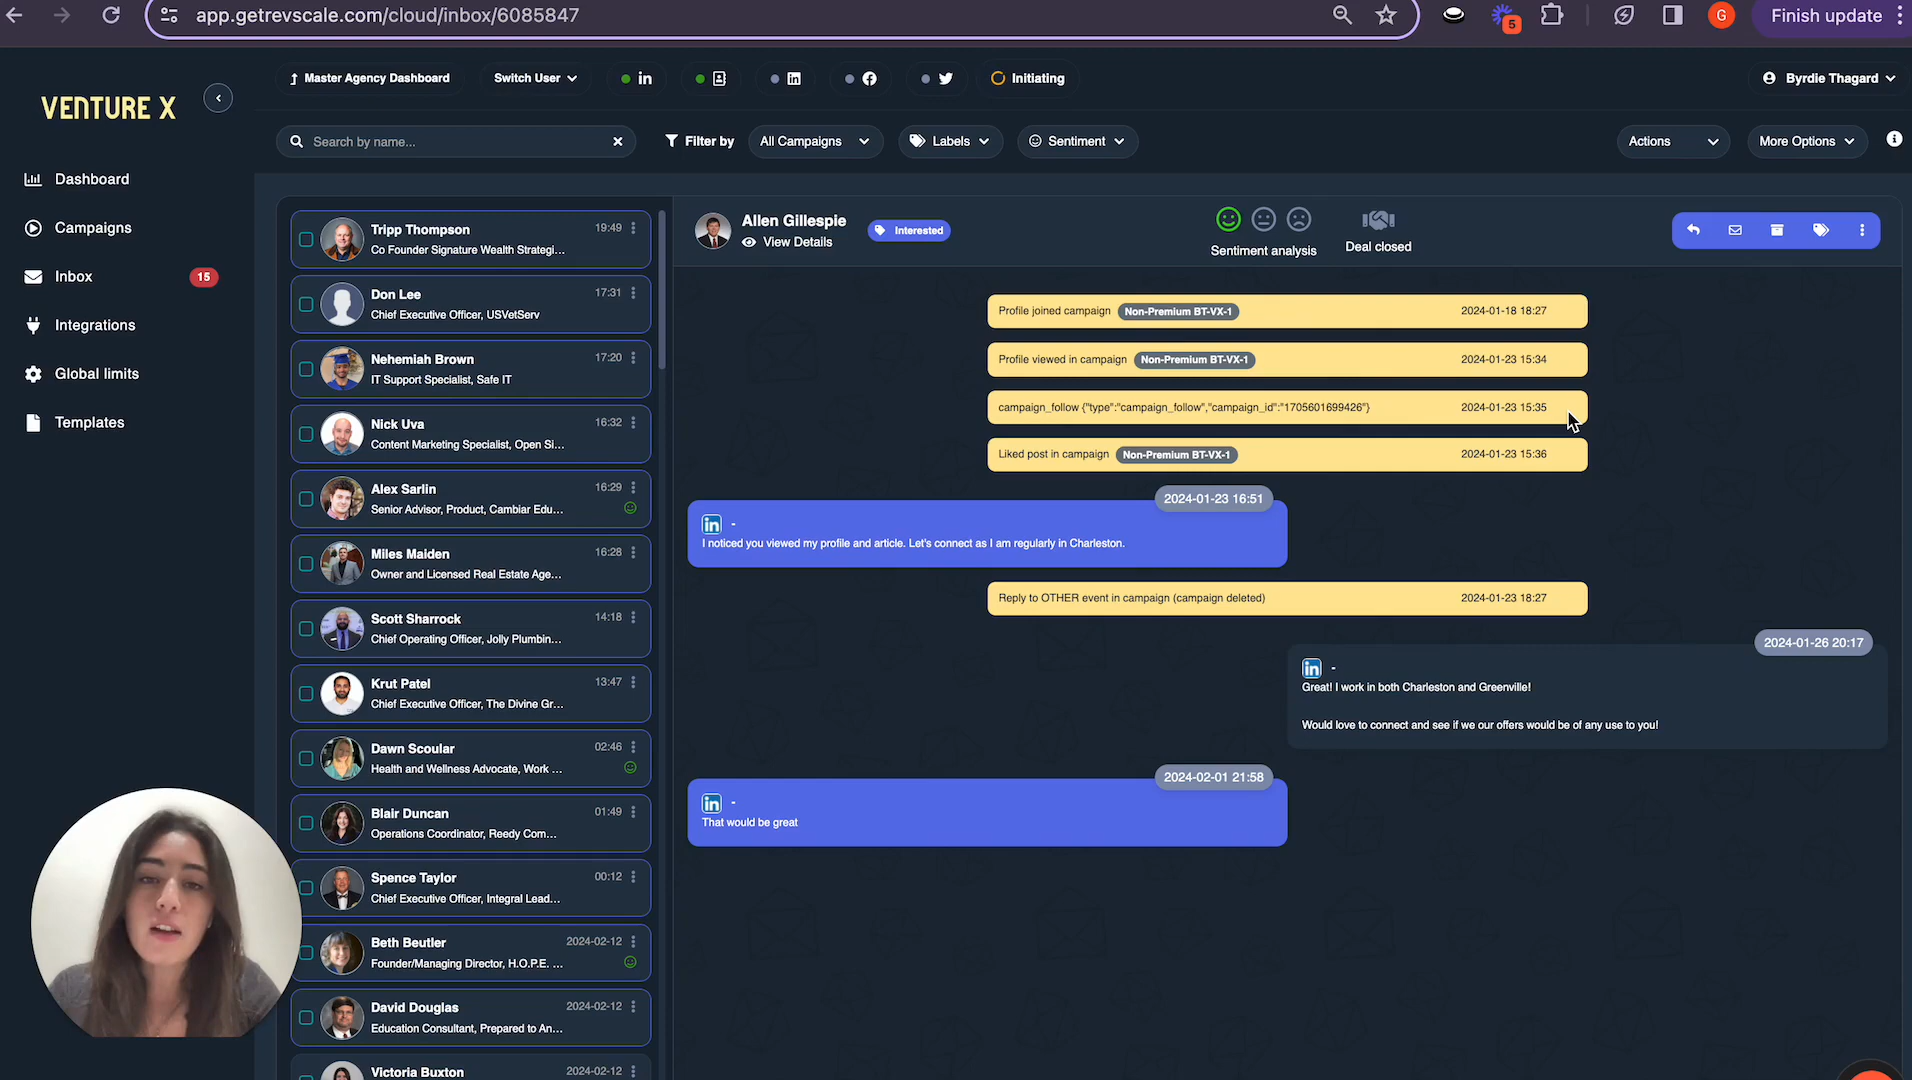 app.getrevscale.com/cloud/inbox/6085847
5
G
Finish update
VENTURE X
Master Agency Dashboard
Switch User
Initiating
Byrdie Thagard
Search by name...
Filter by
All Campaigns
Labels
Sentiment
Actions
More Options
Dashboard
Campaigns
Inbox
15
Integrations
Global limits
Templates
Tripp Thompson
19:49
Co Founder Signature Wealth Strategi...
Don Lee
17:31
Chief Executive Officer, USVetServ
Nehemiah Brown
17:20
IT Support Specialist, Safe IT
Nick Uva
16:32
Content Marketing Specialist, Open Si...
Alex Sarlin
16:29
Senior Advisor, Product, Cambiar Edu...
Miles Maiden
16:28
Owner and Licensed Real Estate Age...
Scott Sharrock
14:18
Chief Operating Officer, Jolly Plumbin...
Krut Patel
13:47
Chief Executive Officer, The Divine Gr...
Dawn Scoular
02:46
Health and Wellness Advocate, Work ...
Blair Duncan
01:49
Operations Coordinator, Reedy Com...
Spence Taylor
00:12
Chief Executive Officer, Integral Lead...
Beth Beutler
2024-02-12
Founder/Managing Director, H.O.P.E. ...
David Douglas
2024-02-12
Education Consultant, Prepared to An...
Victoria Buxton
2024-02-12
Allen Gillespie
View Details
Interested
Sentiment analysis
Deal closed
Profile joined campaign Non-Premium BT-VX-1 2024-01-18 18:27
Profile viewed in campaign Non-Premium BT-VX-1 2024-01-23 15:34
campaign_follow {"type":"campaign_follow","campaign_id":"1705601699426"} 2024-01-23 15:35
Liked post in campaign Non-Premium BT-VX-1 2024-01-23 15:36
2024-01-23 16:51
in -
I noticed you viewed my profile and article. Let's connect as I am regularly in Charleston.
Reply to OTHER event in campaign (campaign deleted) 2024-01-23 18:27
2024-01-26 20:17
in -
Great! I work in both Charleston and Greenville!
Would love to connect and see if we our offers would be of any use to you!
2024-02-01 21:58
in -
That would be great